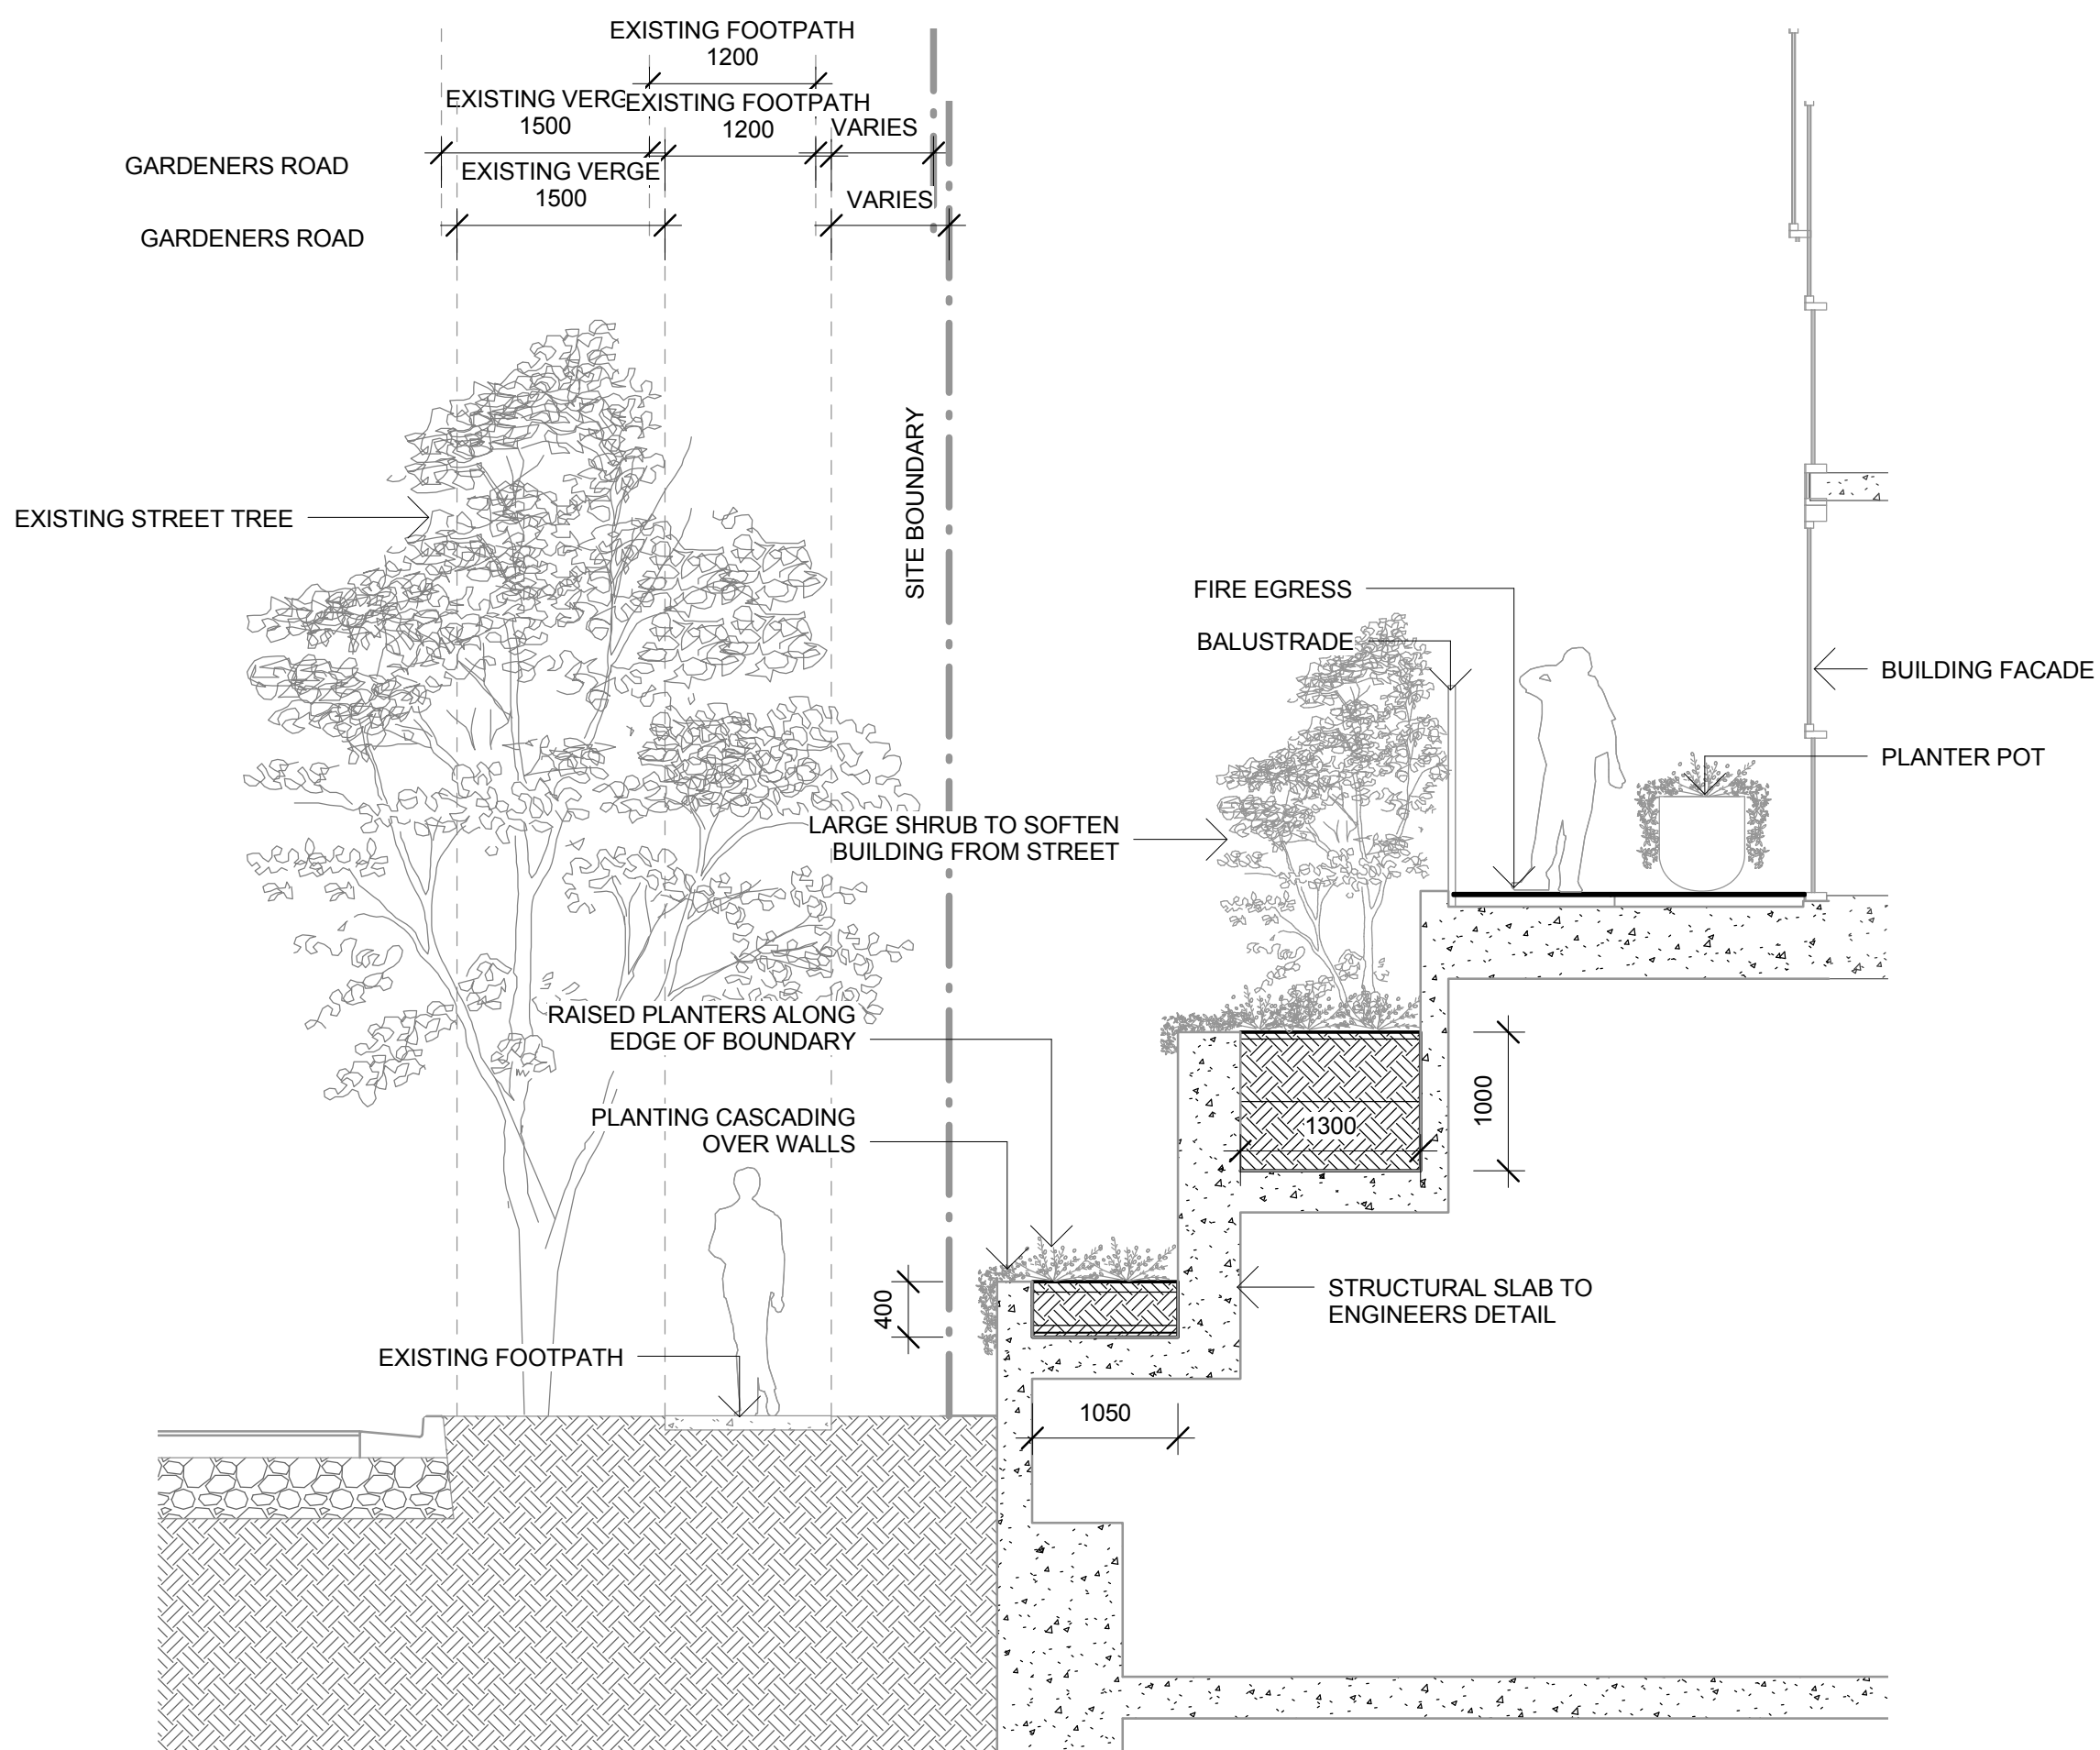 EXISTING FOOTPATH
1200
EXISTING VERG
EXISTING FOOTPATH
1500
1200
VARIES
GARDENERS ROAD
EXISTING VERGE
1500
VARIES
GARDENERS ROAD
SITE BOUNDARY
EXISTING STREET TREE
FIRE EGRESS
BALUSTRADE
BUILDING FACADE
PLANTER POT
LARGE SHRUB TO SOFTEN
BUILDING FROM STREET
RAISED PLANTERS ALONG
EDGE OF BOUNDARY
1000
PLANTING CASCADING
OVER WALLS
1300
400
STRUCTURAL SLAB TO
ENGINEERS DETAIL
EXISTING FOOTPATH
1050